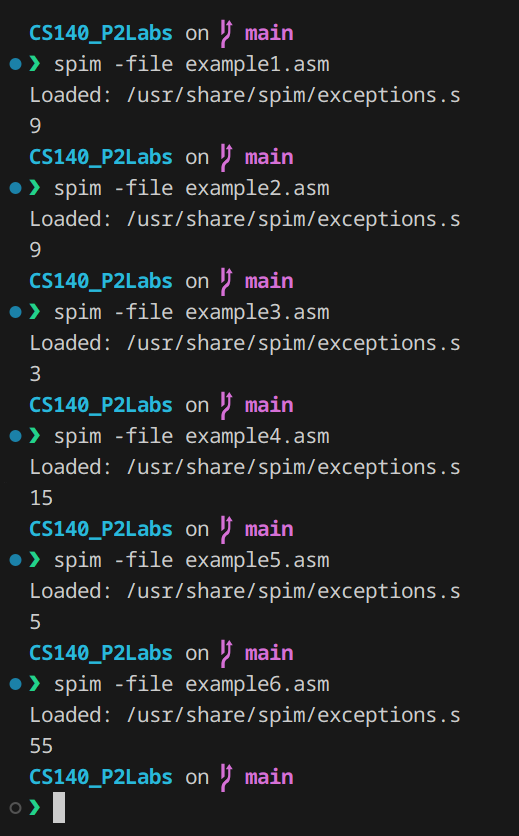 CS140_P2Labs on main
❯ spim -file example1.asm
Loaded: /usr/share/spim/exceptions.s
9
CS140_P2Labs on main
❯ spim -file example2.asm
Loaded: /usr/share/spim/exceptions.s
9
CS140_P2Labs on main
❯ spim -file example3.asm
Loaded: /usr/share/spim/exceptions.s
3
CS140_P2Labs on main
❯ spim -file example4.asm
Loaded: /usr/share/spim/exceptions.s
15
CS140_P2Labs on main
❯ spim -file example5.asm
Loaded: /usr/share/spim/exceptions.s
5
CS140_P2Labs on main
❯ spim -file example6.asm
Loaded: /usr/share/spim/exceptions.s
55
CS140_P2Labs on main
❯